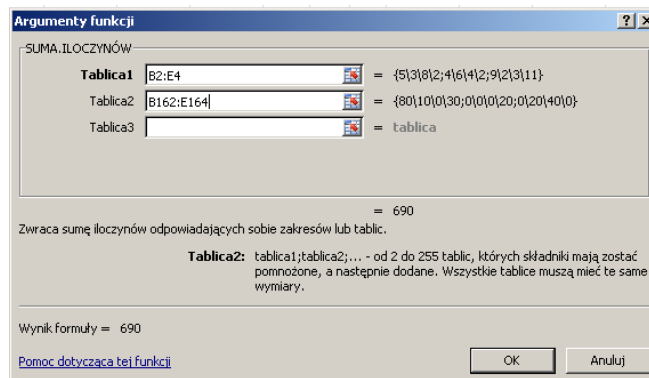 Argumenty funkcji
SUMA.ILOCZYNÓW
Tablica1 B2:E4 = {5\3\8\2;4\6\4\2;9\2\3\11}
Tablica2 B162:E164 = {80\10\0\30;0\0\0\20;0\20\40\0}
Tablica3 = tablica
= 690
Zwraca sumę iloczynów odpowiadających sobie zakresów lub tablic.
Tablica2: tablica1;tablica2;... - od 2 do 255 tablic, których składniki mają zostać
pomnożone, a następnie dodane. Wszystkie tablice muszą mieć te same
wymiary.
Wynik formuły = 690
Pomoc dotycząca tej funkcji OK Anuluj